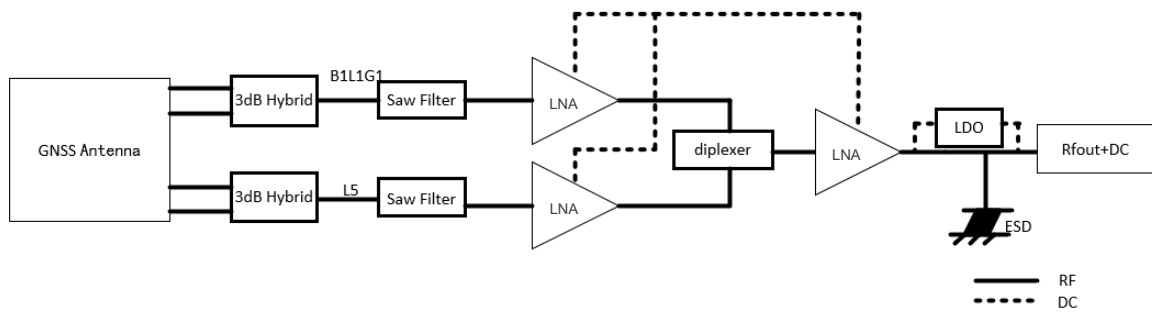 GNSS Antenna
3dB Hybrid
B1L1G1
Saw Filter
LNA
3dB Hybrid
L5
Saw Filter
LNA
diplexer
LNA
LDO
Rfout+DC
ESD
RF
DC